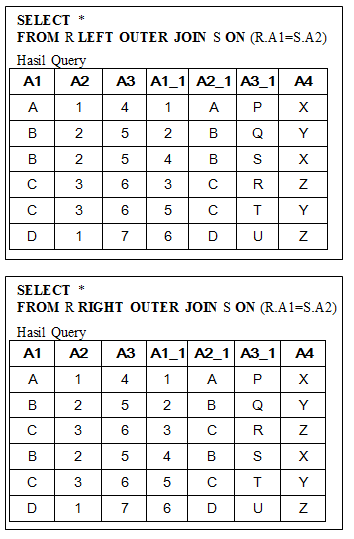 SELECT *
FROM R LEFT OUTER JOIN S ON (R.A1=S.A2)
Hasil Query
A1 A2 A3 A1_1 A2_1 A3_1 A4
A 1 4 1 A P X
B 2 5 2 B Q Y
B 2 5 4 B S X
C 3 6 3 C R Z
C 3 6 5 C T Y
D 1 7 6 D U Z
SELECT *
FROM R RIGHT OUTER JOIN S ON (R.A1=S.A2)
Hasil Query
A1 A2 A3 A1_1 A2_1 A3_1 A4
A 1 4 1 A P X
B 2 5 2 B Q Y
C 3 6 3 C R Z
B 2 5 4 B S X
C 3 6 5 C T Y
D 1 7 6 D U Z